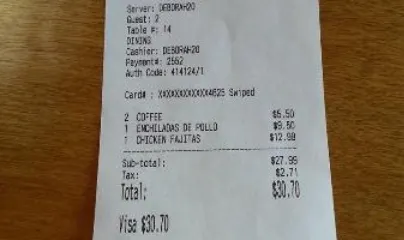 Server: DEBORAH20
Guest: 2
Table #: 14
DINING
Cashier: DEBORAH20
Payment#: 2552
Auth Code: 414124/1
Card# : XXXXXXXXXXXX4625 Swiped
2 COFFEE $5.50
1 ENCHILADAS DE POLLO $9.50
1 CHICKEN FAJITAS $12.99
Sub-total: $27.99
Tax: $2.71
Total: $30.70
Visa $30.70